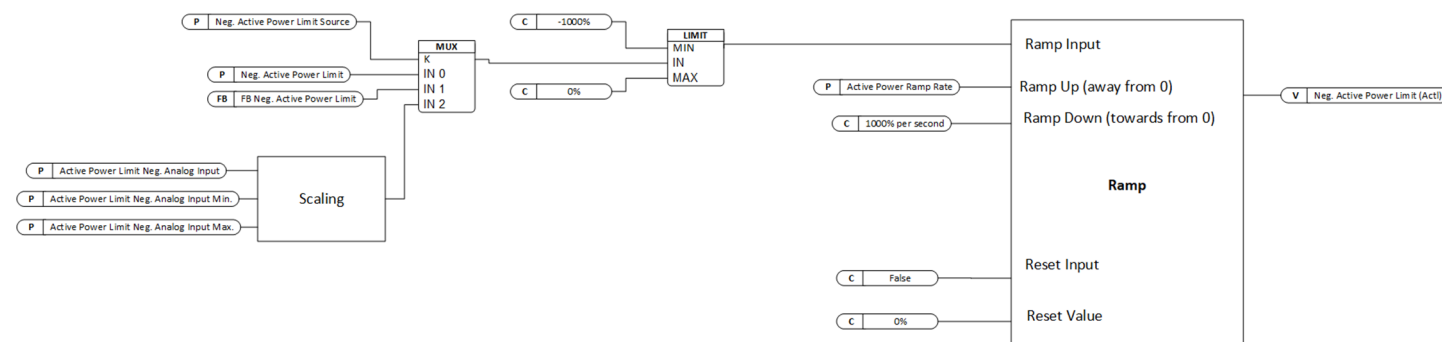 P Neg. Active Power Limit Source
C -1000%
LIMIT
MIN
IN
MAX
MUX
K
IN 0
IN 1
IN 2
P Neg. Active Power Limit
FB FB Neg. Active Power Limit
C 0%
P Active Power Limit Neg. Analog Input
P Active Power Limit Neg. Analog Input Min.
P Active Power Limit Neg. Analog Input Max.
Scaling
Ramp Input
P Active Power Ramp Rate
Ramp Up (away from 0)
C 1000% per second
Ramp Down (towards from 0)
Ramp
C False
Reset Input
C 0%
Reset Value
V Neg. Active Power Limit (Actl)